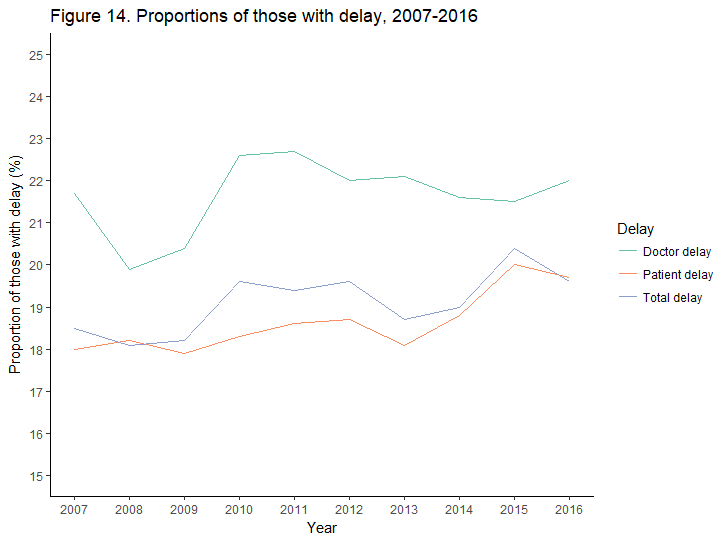 Figure 14. Proportions of those with delay, 2007-2016
Proportion of those with delay (%)
25
24
23
22
21
20
19
18
17
16
15
2007 2008 2009 2010 2011 2012 2013 2014 2015 2016
Year
Delay
Doctor delay
Patient delay
Total delay